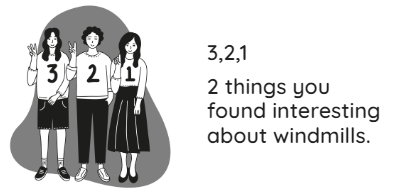 3 2 1
3,2,1
2 things you
found interesting
about windmills.